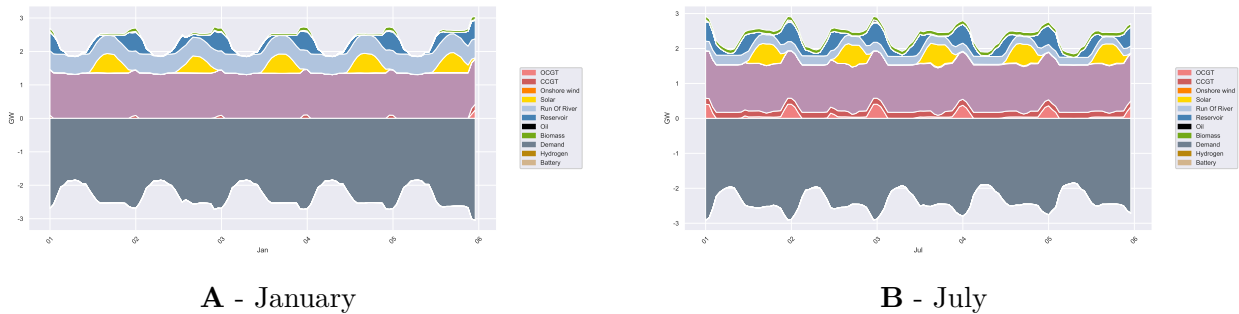 3
2
1
0
-1
-2
-3
GW
01
02
03
04
05
06
Jan
OCGT
CCGT
Onshore wind
Solar
Run Of River
Reservoir
Oil
Biomass
Demand
Hydrogen
Battery
A - January
3
2
1
0
-1
-2
-3
GW
01
02
03
04
05
06
Jul
OCGT
CCGT
Onshore wind
Solar
Run Of River
Reservoir
Oil
Biomass
Demand
Hydrogen
Battery
B - July